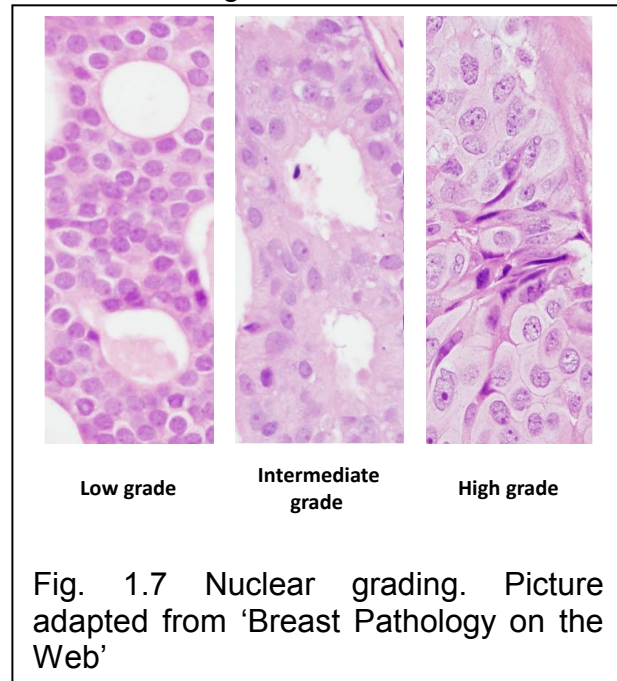 Low grade
Intermediate
grade
High grade
Fig. 1.7 Nuclear grading. Picture
adapted from ‘Breast Pathology on the
Web’